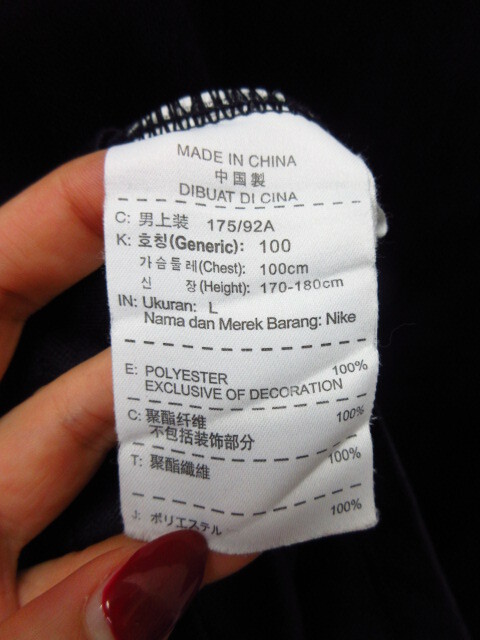 MADE IN CHINA
中国製
DIBUAT DI CINA
C: 男上装 175/92A
K: 호칭(Generic): 100
가슴둘레(Chest): 100cm
신 장(Height): 170-180cm
IN: Ukuran: L
Nama dan Merek Barang: Nike
E: POLYESTER 100%
EXCLUSIVE OF DECORATION
C: 聚酯纤维 100%
不包括装饰部分
T: 聚酯纖維 100%
J: ポリエステル 100%